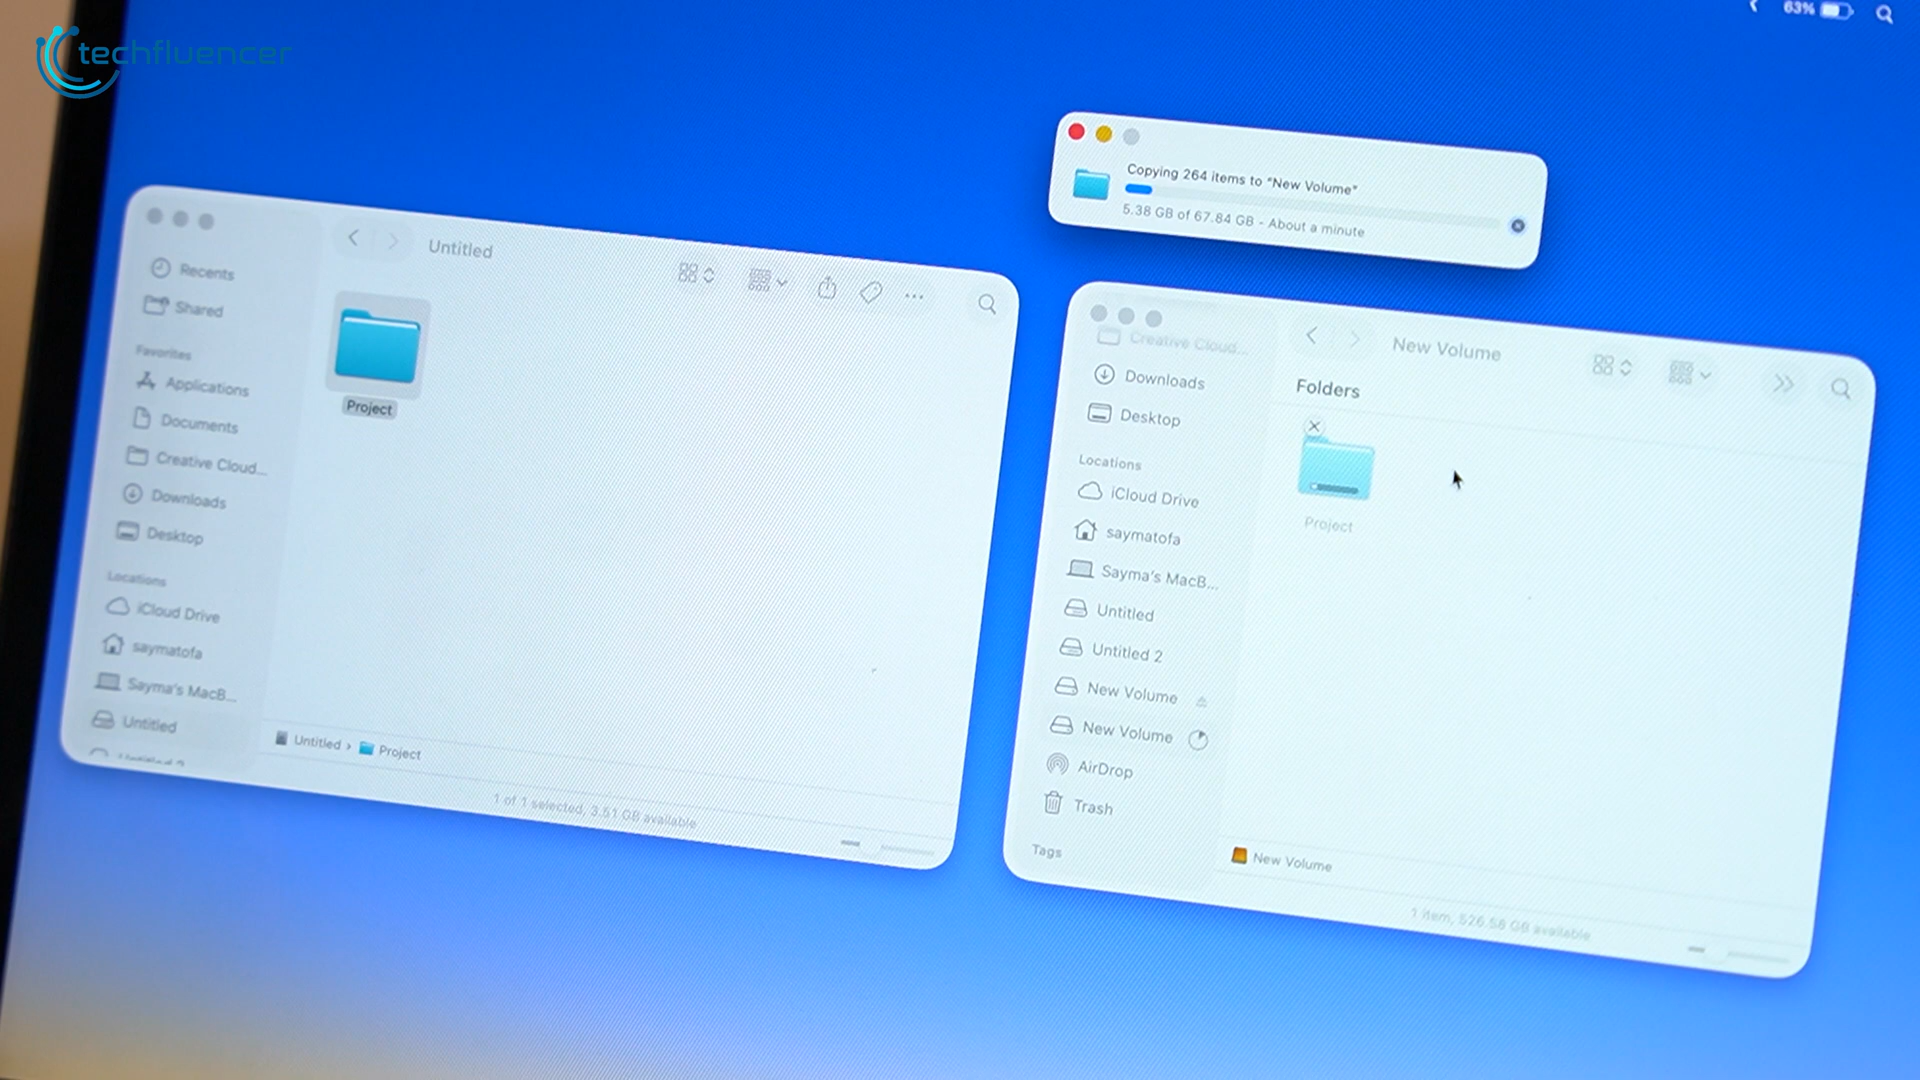 techfluencer
63%
Copying 264 items to "New Volume"
5.38 GB of 67.84 GB - About a minute
Untitled
Recents
Shared
Favorites
Applications
Documents
Creative Cloud...
Downloads
Desktop
Locations
iCloud Drive
saymatofa
Sayma's MacB...
Untitled
Project
Untitled › Project
1 of 1 selected, 3.51 GB available
New Volume
Creative Cloud...
Downloads
Desktop
Locations
iCloud Drive
saymatofa
Sayma's MacB...
Untitled
Untitled 2
New Volume
New Volume
AirDrop
Trash
Tags
Folders
Project
New Volume
1 item, 526.58 GB available